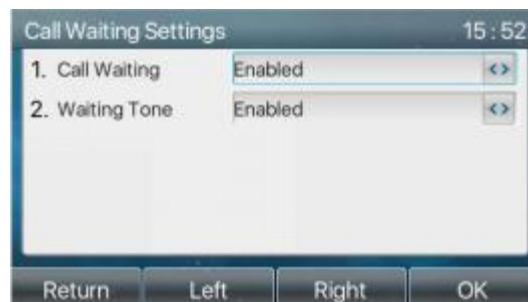 Call Waiting Settings 15:52
1. Call Waiting Enabled <>
2. Waiting Tone Enabled <>
Return Left Right OK